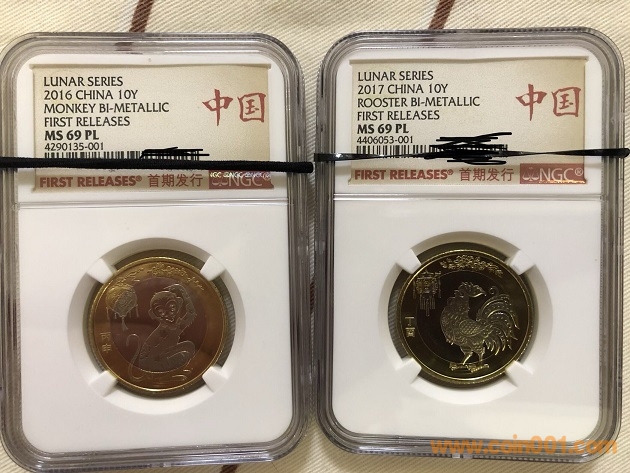 LUNAR SERIES
2016 CHINA 10Y
MONKEY BI-METALLIC
FIRST RELEASES
MS 69 PL
4290135-001
中国
FIRST RELEASES® 首期发行
NGC
LUNAR SERIES
2017 CHINA 10Y
ROOSTER BI-METALLIC
FIRST RELEASES
MS 69 PL
4406053-001
中国
FIRST RELEASES® 首期发行
NGC®
丁酉
www.coin001.com